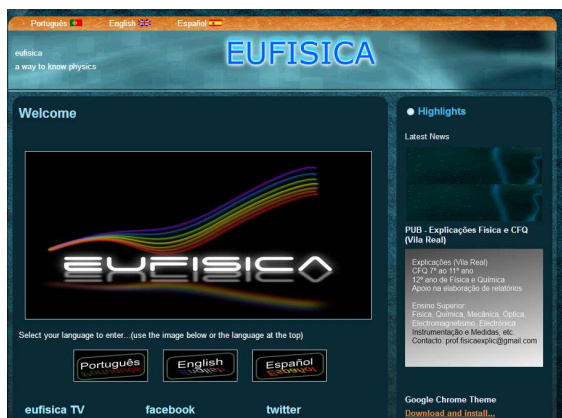 Português
English
Español
eufisica
a way to know physics
EUFISICA
Welcome
EUFISICA
Select your language to enter...(use the image below or the language at the top)
Português
English
Español
eufisica TV
facebook
twitter
Highlights
Latest News
PUB - Explicações Física e CFQ
(Vila Real)
Explicações (Vila Real)
CFQ 7º ao 11º ano
12º ano de Física e Química
Apoio na elaboração de relatórios
Ensino Superior:
Física, Química, Mecânica, Óptica,
Electromagnetismo, Electrónica
Instrumentação e Medidas, etc.
Contacto: prof.fisicaexplic@gmail.com
Google Chrome Theme
Download and install...